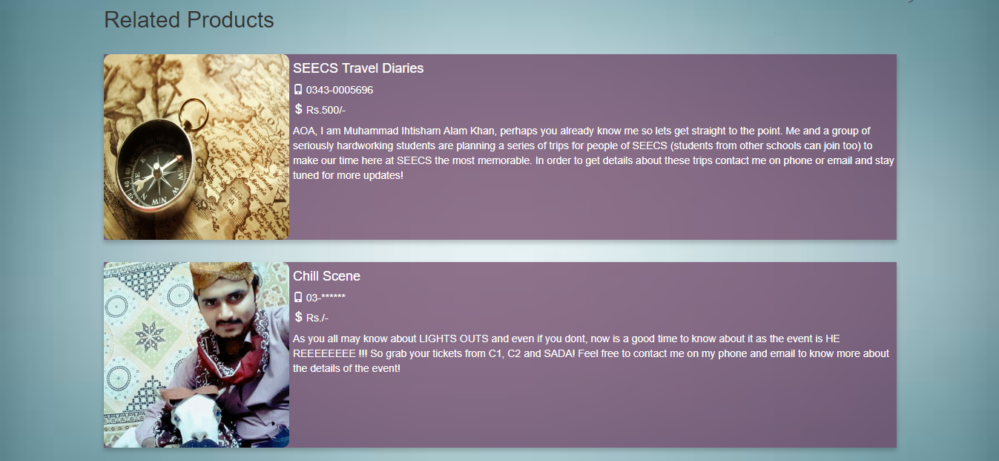 Related Products
SEECS Travel Diaries
0343-0005696
$ Rs.500/-
AOA, I am Muhammad Ihtisham Alam Khan, perhaps you already know me so lets get straight to the point. Me and a group of
seriously hardworking students are planning a series of trips for people of SEECS (students from other schools can join too) to
make our time here at SEECS the most memorable. In order to get details about these trips contact me on phone or email and stay
tuned for more updates!
Chill Scene
03-******
$ Rs./-
As you all may know about LIGHTS OUTS and even if you dont, now is a good time to know about it as the event is HE
REEEEEEEE !!! So grab your tickets from C1, C2 and SADA! Feel free to contact me on my phone and email to know more about
the details of the event!